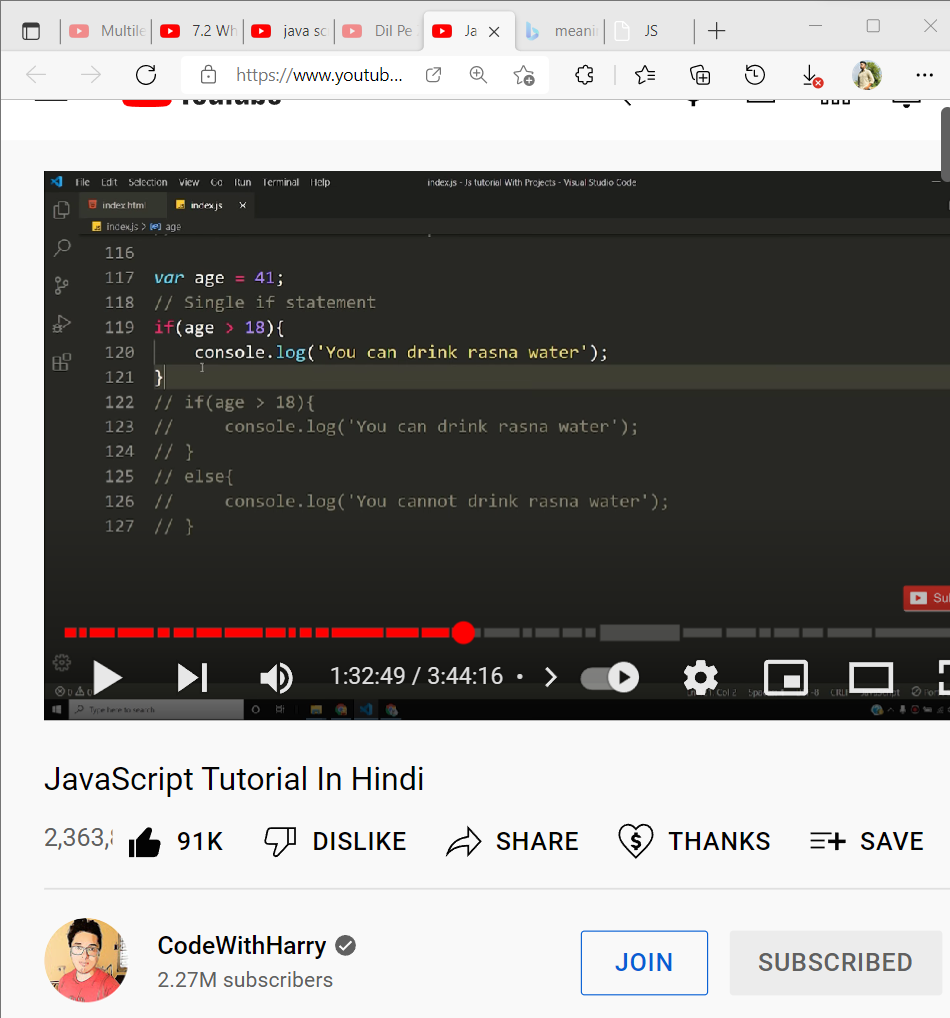 Multile
7.2 Wh
java sc
Dil Pe
Ja
meanin
JS
https://www.youtub...
File Edit Selection View Go Run Terminal Help
index.js - Js tutorial With Projects - Visual Studio Code
index.html
index.js
index.js > age
116
117 var age = 41;
118 // Single if statement
119 if(age > 18){
120 console.log('You can drink rasna water');
121 }
122 // if(age > 18){
123 // console.log('You can drink rasna water');
124 // }
125 // else{
126 // console.log('You cannot drink rasna water');
127 // }
1:32:49 / 3:44:16
Type here to search
JavaScript Tutorial In Hindi
2,363,
91K
DISLIKE
SHARE
THANKS
SAVE
CodeWithHarry
2.27M subscribers
JOIN
SUBSCRIBED